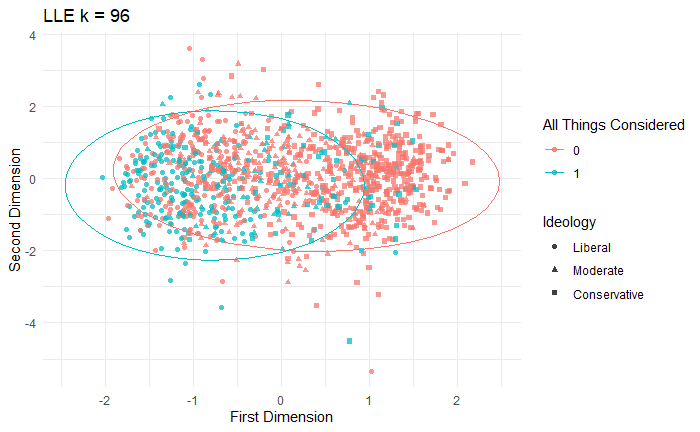 LLE k = 96
4
2
0
-2
-4
Second Dimension
-2
-1
0
1
2
First Dimension
All Things Considered
0
1
Ideology
Liberal
Moderate
Conservative